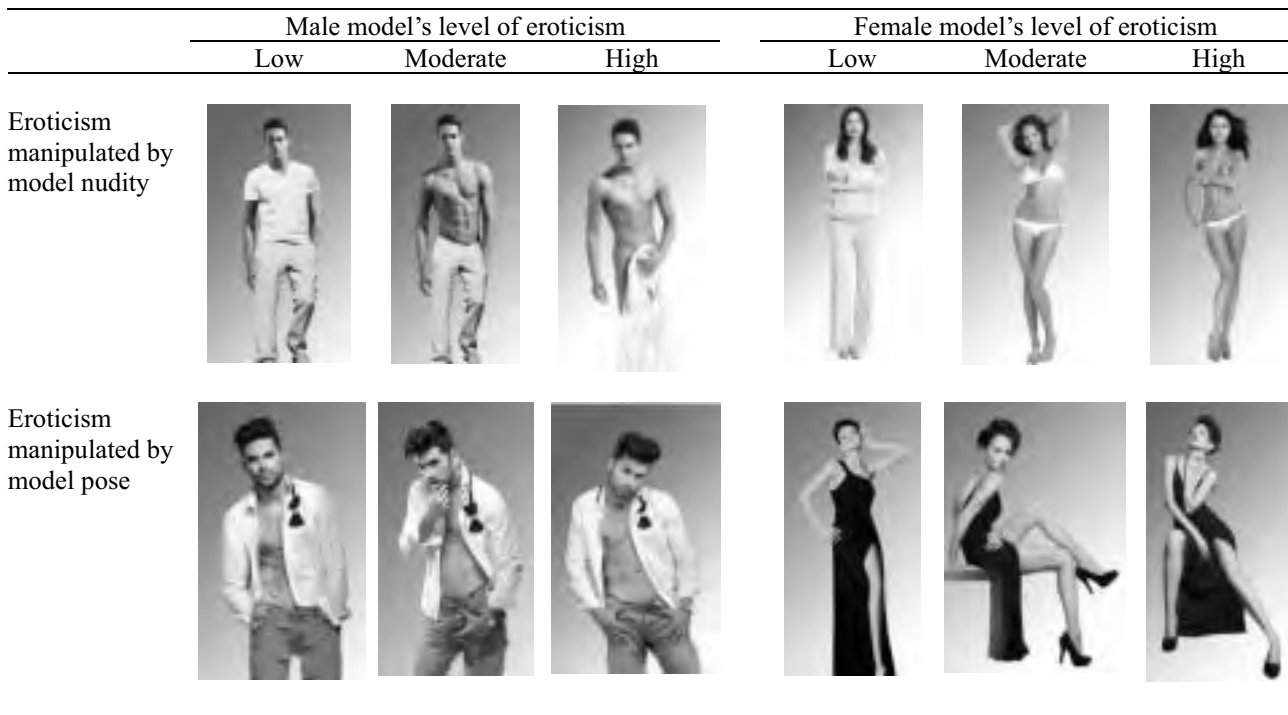 Male model’s level of eroticism Female model’s level of eroticism
Low Moderate High Low Moderate High
Eroticism
manipulated by
model nudity
Eroticism
manipulated by
model pose